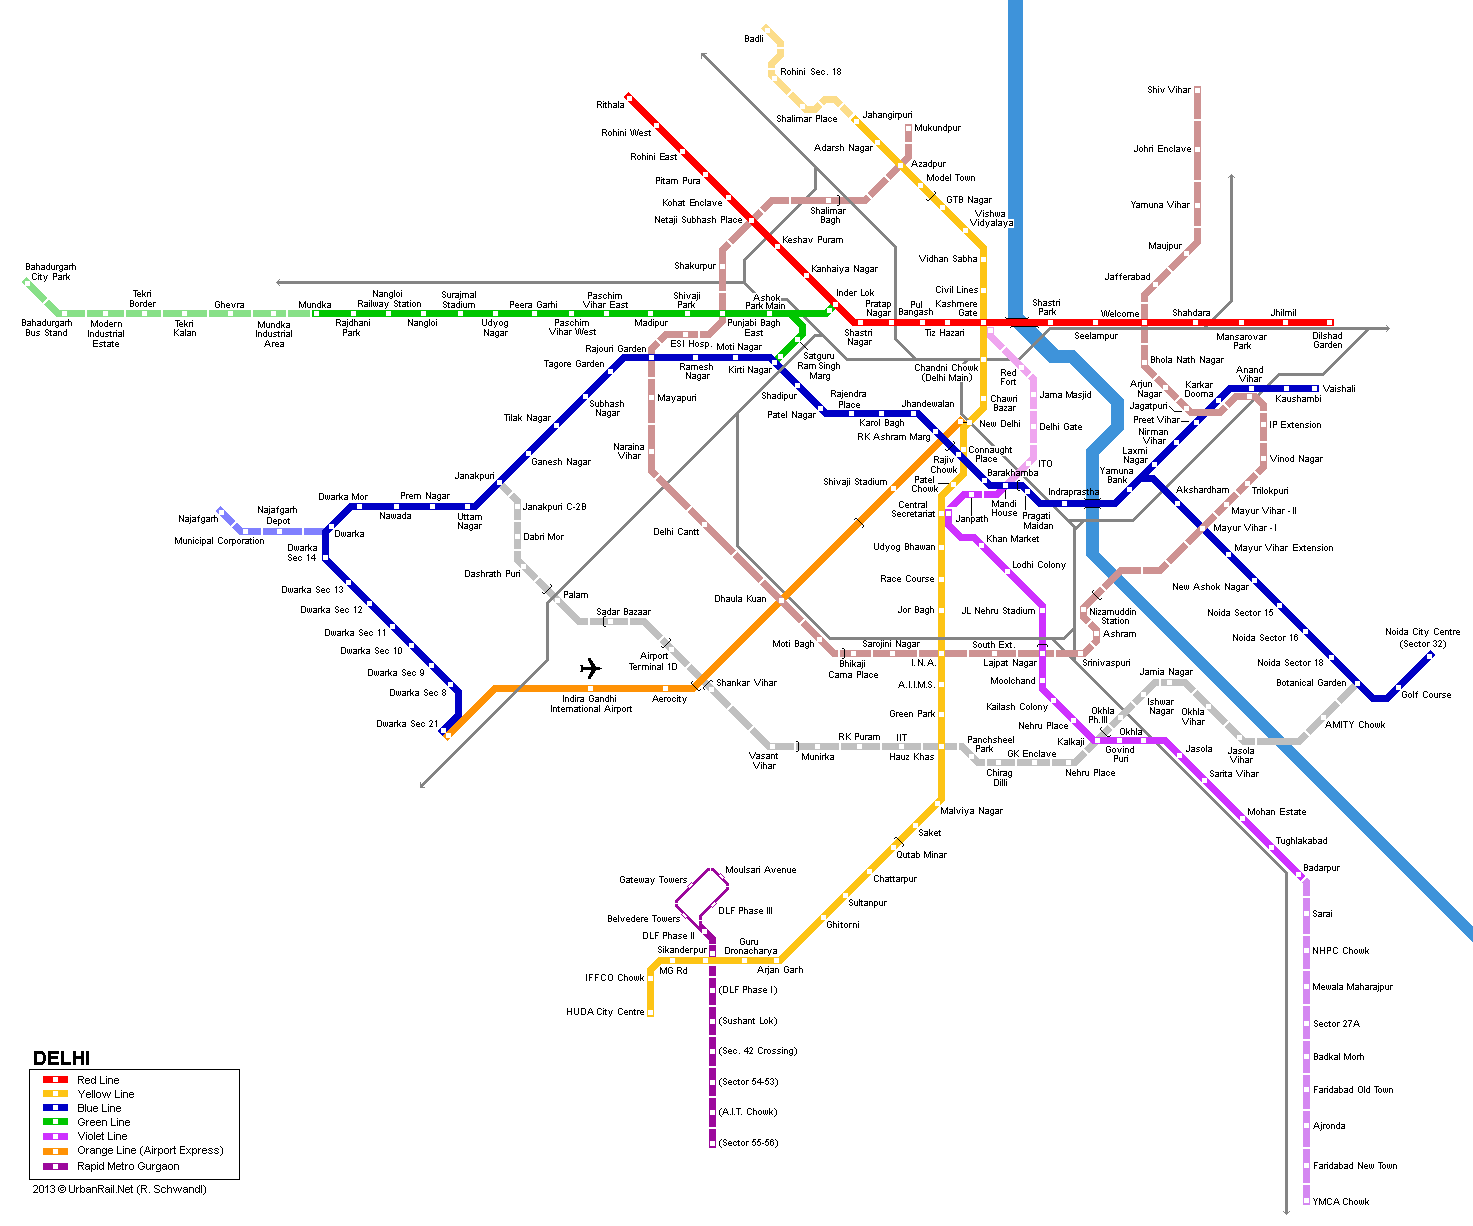 Badli
Rohini Sec. 18
Shalimar Place
Jahangirpuri
Adarsh Nagar
Mukundpur
Azadpur
Model Town
GTB Nagar
Vishwa
Vidyalaya
Vidhan Sabha
Civil Lines
Kashmere
Gate
Rithala
Rohini West
Rohini East
Pitam Pura
Kohat Enclave
Netaji Subhash Place
Keshav Puram
Kanhaiya Nagar
Inder Lok
Shalimar
Bagh
Shakurpur
Shiv Vihar
Johri Enclave
Yamuna Vihar
Maujpur
Jafferabad
Bahadurgarh
City Park
Bahadurgarh
Bus Stand
Modern
Industrial
Estate
Tekri
Border
Tekri
Kalan
Ghevra
Mundka
Industrial
Area
Mundka
Rajdhani
Park
Nangloi
Railway Station
Nangloi
Surajmal
Stadium
Udyog
Nagar
Peera Garhi
Paschim
Vihar West
Paschim
Vihar East
Madipur
Shivaji
Park
Punjabi Bagh
East
Ashok
Park Main
Satguru
Ram Singh
Marg
Shastri
Nagar
Pratap
Nagar
Pul
Bangash
Tiz Hazari
Shastri
Park
Seelampur
Welcome
Shahdara
Mansarovar
Park
Jhilmil
Dilshad
Garden
ESI Hosp.
Rajouri Garden
Ramesh
Nagar
Moti Nagar
Kirti Nagar
Shadipur
Patel Nagar
Rajendra
Place
Karol Bagh
Jhandewalan
RK Ashram Marg
Rajiv
Chowk
Connaught
Place
Barakhamba
Mandi
House
Pragati
Maidan
Indraprastha
Yamuna
Bank
Laxmi
Nagar
Nirman
Vihar
Preet Vihar
Jagatpuri
Karkar
Dooma
Anand
Vihar
Kaushambi
Vaishali
Bhola Nath Nagar
Arjun
Nagar
IP Extension
Vinod Nagar
Trilokpuri
Mayur Vihar - II
Mayur Vihar - I
Akshardham
Mayur Vihar Extension
New Ashok Nagar
Noida Sector 15
Noida Sector 16
Noida Sector 18
Botanical Garden
Golf Course
Noida City Centre
(Sector 32)
Chandni Chowk
(Delhi Main)
Chawri
Bazar
New Delhi
Red
Fort
Jama Masjid
Delhi Gate
ITO
Patel
Chowk
Central
Secretariat
Janpath
Khan Market
Lodhi Colony
JL Nehru Stadium
Udyog Bhawan
Race Course
Jor Bagh
I.N.A.
A.I.I.M.S.
Green Park
Hauz Khas
Malviya Nagar
Saket
Qutab Minar
Chattarpur
Sultanpur
Ghitorni
Arjan Garh
Guru
Dronacharya
Sikanderpur
MG Rd
IFFCO Chowk
HUDA City Centre
Tagore Garden
Subhash
Nagar
Tilak Nagar
Ganesh Nagar
Janakpuri
Uttam
Nagar
Prem Nagar
Nawada
Dwarka Mor
Dwarka
Najafgarh
Najafgarh
Depot
Municipal Corporation
Dwarka
Sec 14
Dwarka Sec 13
Dwarka Sec 12
Dwarka Sec 11
Dwarka Sec 10
Dwarka Sec 9
Dwarka Sec 8
Dwarka Sec 21
Mayapuri
Naraina
Vihar
Delhi Cantt
Dhaula Kuan
Moti Bagh
Bhikaji
Cama Place
Sarojini Nagar
South Ext.
Lajpat Nagar
Srinivaspuri
Ashram
Nizamuddin
Station
Shivaji Stadium
Indira Gandhi
International Airport
Aerocity
Janakpuri C-2B
Dabri Mor
Dashrath Puri
Palam
Sadar Bazaar
Airport
Terminal 1D
Shankar Vihar
Vasant
Vihar
Munirka
RK Puram
IIT
Panchsheel
Park
Chirag
Dilli
GK Enclave
Nehru Place
Okhla
Ph.III
Ishwar
Nagar
Jamia Nagar
Okhla
Vihar
Jasola
Vihar
AMITY Chowk
Moolchand
Kailash Colony
Nehru Place
Kalkaji
Govind
Puri
Okhla
Jasola
Sarita Vihar
Mohan Estate
Tughlakabad
Badarpur
Sarai
NHPC Chowk
Mewala Maharajpur
Sector 27A
Badkal Morh
Faridabad Old Town
Ajronda
Faridabad New Town
YMCA Chowk
Gateway Towers
Moulsari Avenue
Belvedere Towers
DLF Phase III
DLF Phase II
(DLF Phase I)
(Sushant Lok)
(Sec. 42 Crossing)
(Sector 54-53)
(A.I.T. Chowk)
(Sector 55-56)
DELHI
Red Line
Yellow Line
Blue Line
Green Line
Violet Line
Orange Line (Airport Express)
Rapid Metro Gurgaon
2013 © UrbanRail.Net (R. Schwandl)